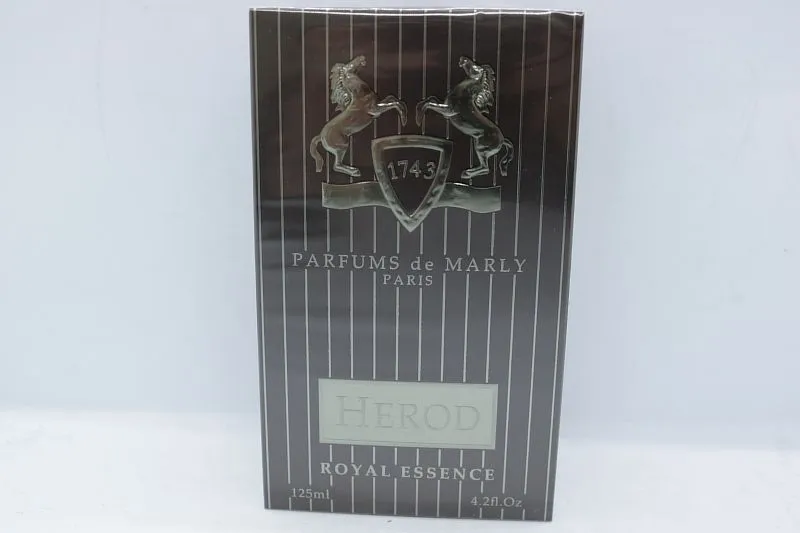 1743
PARFUMS de MARLY
PARIS
HEROD
ROYAL ESSENCE
125ml 4.2fl.Oz